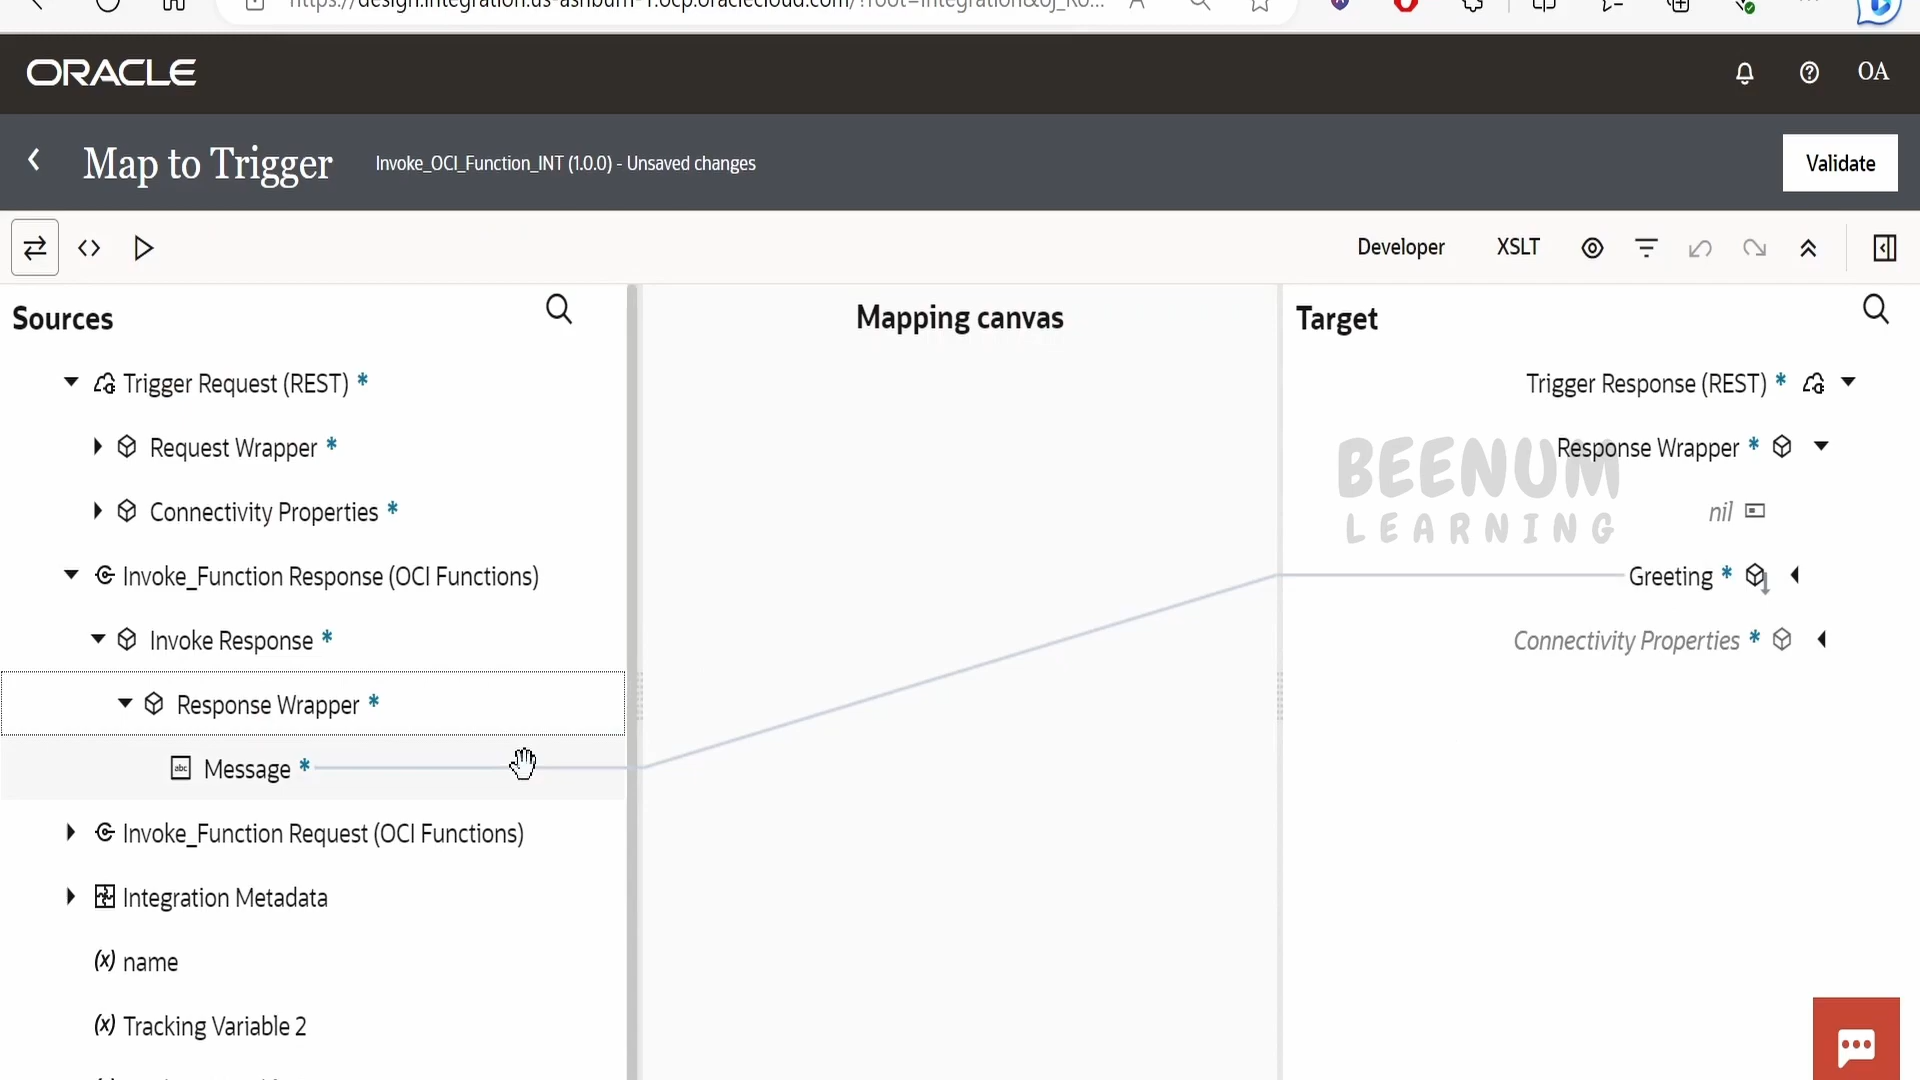 ORACLE
OA
Map to Trigger
Invoke_OCI_Function_INT (1.0.0) - Unsaved changes
Validate
Developer
XSLT
Sources
Mapping canvas
Target
Trigger Request (REST) *
Trigger Response (REST) *
Request Wrapper *
Response Wrapper *
BEENUM
LEARNING
Connectivity Properties *
nil
Invoke_Function Response (OCI Functions)
Greeting *
Invoke Response *
Connectivity Properties *
Response Wrapper *
abc
Message *
Invoke_Function Request (OCI Functions)
Integration Metadata
(x) name
(x) Tracking Variable 2